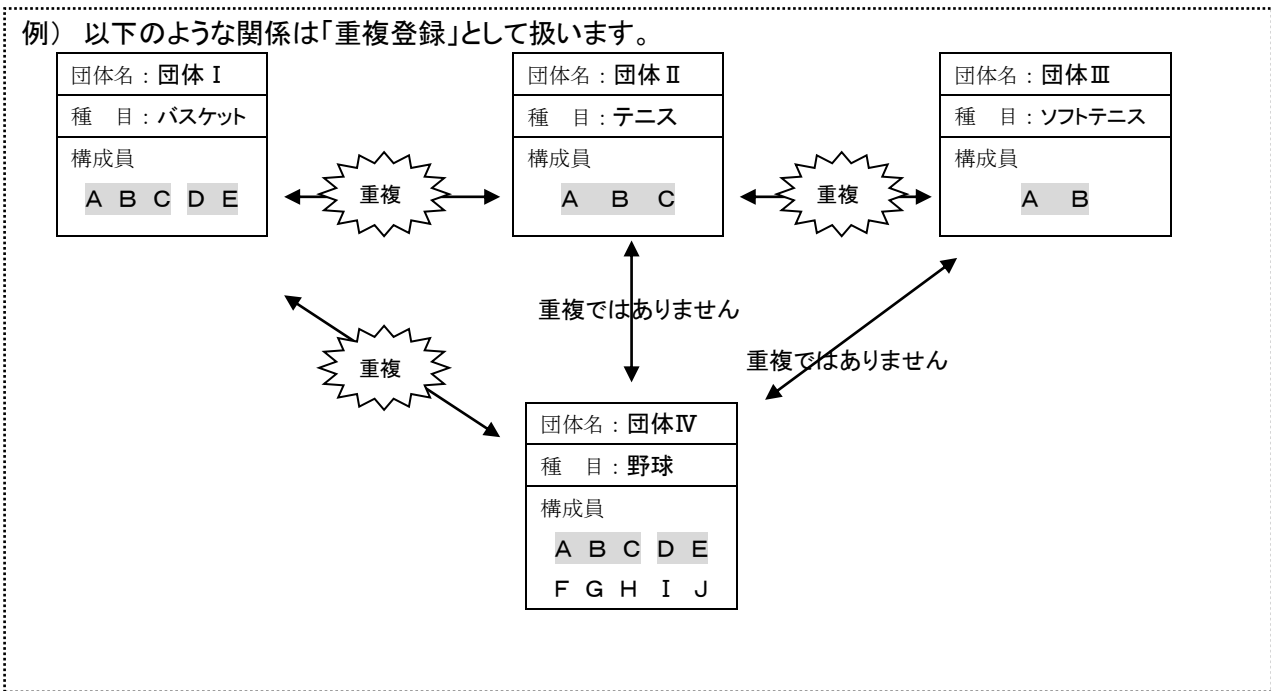 例） 以下のような関係は「重複登録」として扱います。
団体名：団体Ⅰ
種　目：バスケット
構成員
Ａ Ｂ Ｃ Ｄ Ｅ
重複
団体名：団体Ⅱ
種　目：テニス
構成員
Ａ Ｂ Ｃ
重複
団体名：団体Ⅲ
種　目：ソフトテニス
構成員
Ａ Ｂ
重複ではありません
重複ではありません
重複
団体名：団体Ⅳ
種　目：野球
構成員
Ａ Ｂ Ｃ Ｄ Ｅ
Ｆ Ｇ Ｈ Ｉ Ｊ